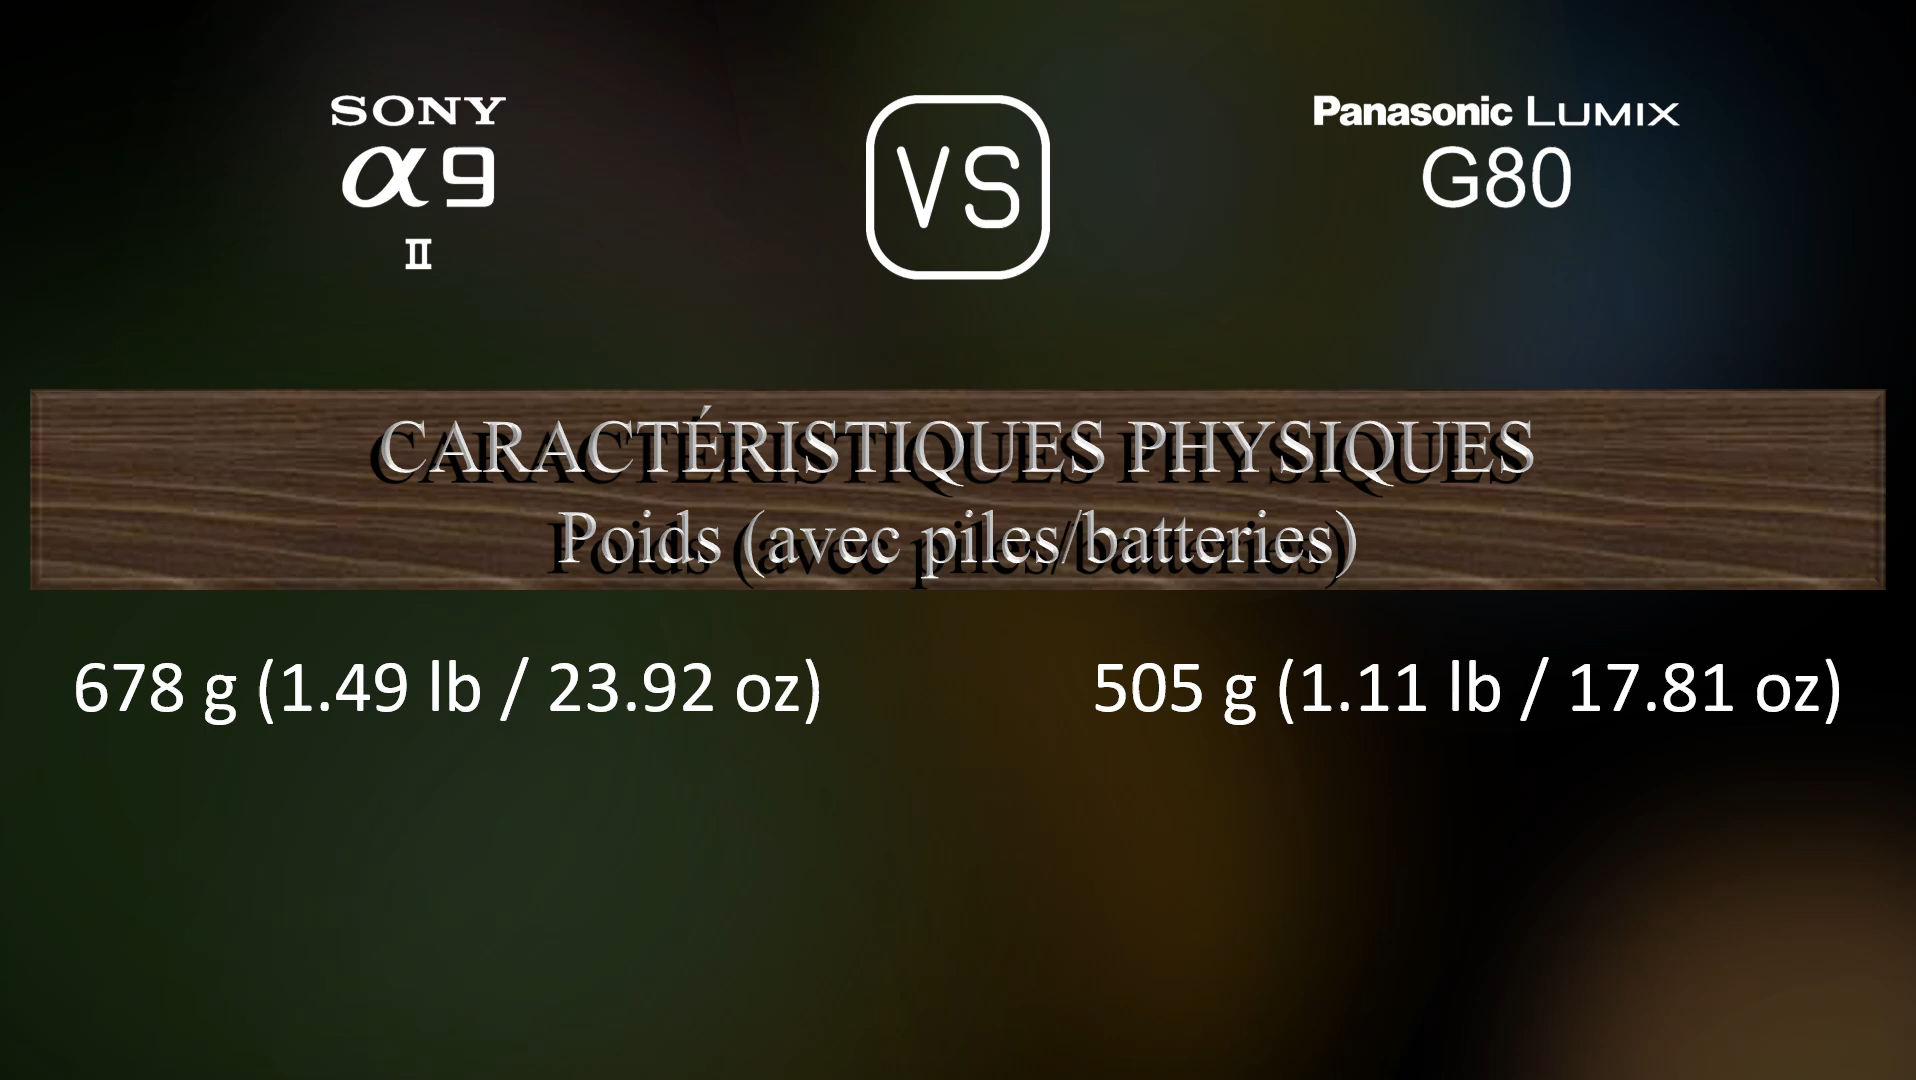 SONY
α9
II
VS
Panasonic LUMIX
G80
CARACTÉRISTIQUES PHYSIQUES
Poids (avec piles/batteries)
678 g (1.49 lb / 23.92 oz)
505 g (1.11 lb / 17.81 oz)